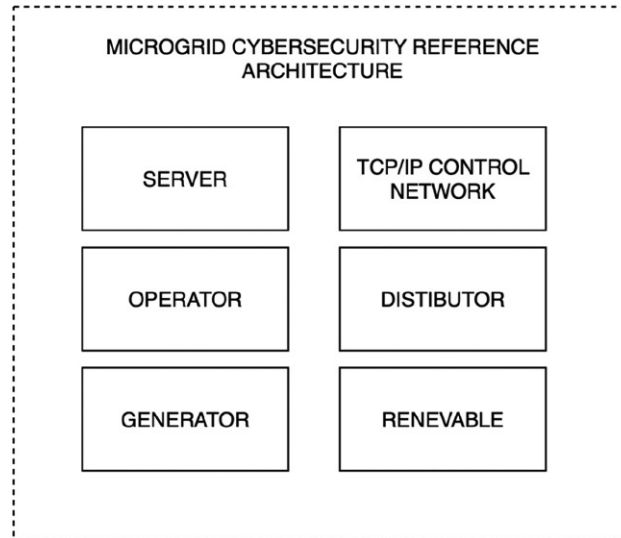 MICROGRID CYBERSECURITY REFERENCE
ARCHITECTURE
SERVER
TCP/IP CONTROL
NETWORK
OPERATOR
DISTIBUTOR
GENERATOR
RENEVABLE